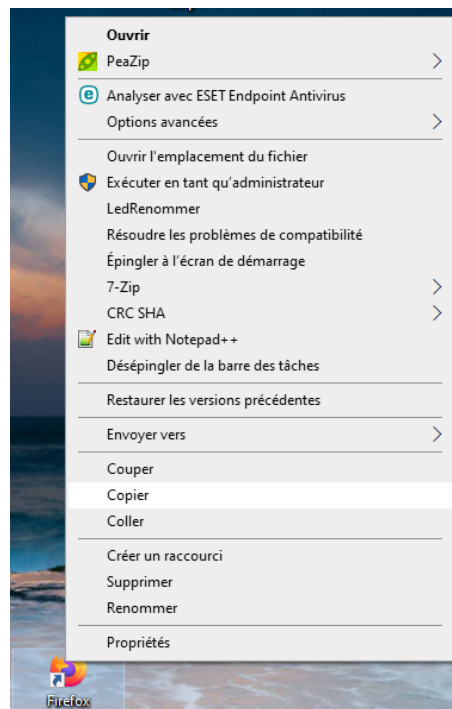 Ouvrir
PeaZip
Analyser avec ESET Endpoint Antivirus
Options avancées
Ouvrir l'emplacement du fichier
Exécuter en tant qu'administrateur
LedRenommer
Résoudre les problèmes de compatibilité
Épingler à l'écran de démarrage
7-Zip
CRC SHA
Edit with Notepad++
Désépingler de la barre des tâches
Restaurer les versions précédentes
Envoyer vers
Couper
Copier
Coller
Créer un raccourci
Supprimer
Renommer
Propriétés
Firefox